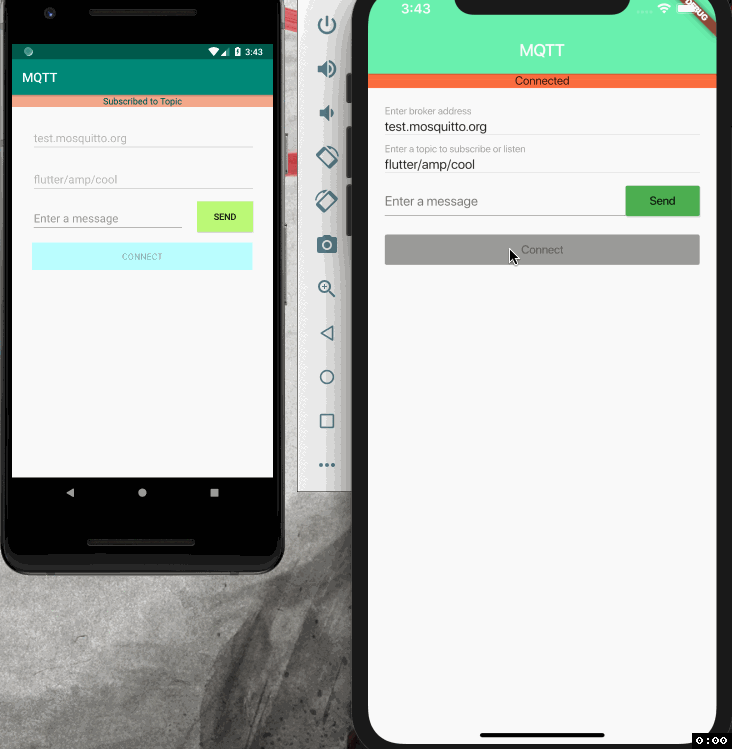 3:43
MQTT
Subscribed to Topic
test.mosquitto.org
flutter/amp/cool
Enter a message
SEND
CONNECT
3:43
DEBUG
MQTT
Connected
Enter broker address
test.mosquitto.org
Enter a topic to subscribe or listen
flutter/amp/cool
Enter a message
Send
Connect
0:00